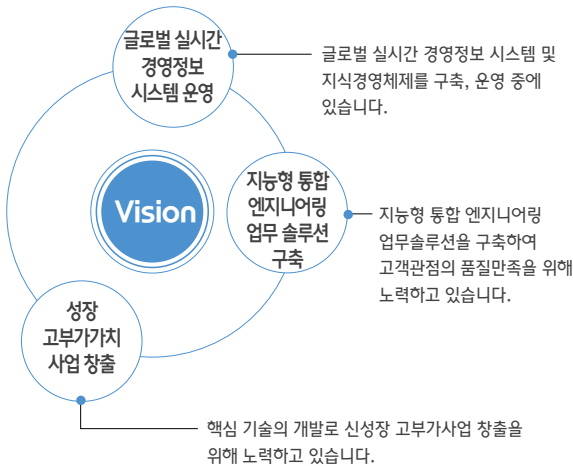 글로벌 실시간
경영정보
시스템 운영
글로벌 실시간 경영정보 시스템 및
지식경영체제를 구축, 운영 중에
있습니다.
Vision
지능형 통합
엔지니어링
업무 솔루션
구축
지능형 통합 엔지니어링
업무솔루션을 구축하여
고객관점의 품질만족을 위해
노력하고 있습니다.
성장
고부가가치
사업 창출
핵심 기술의 개발로 신성장 고부가사업 창출을
위해 노력하고 있습니다.